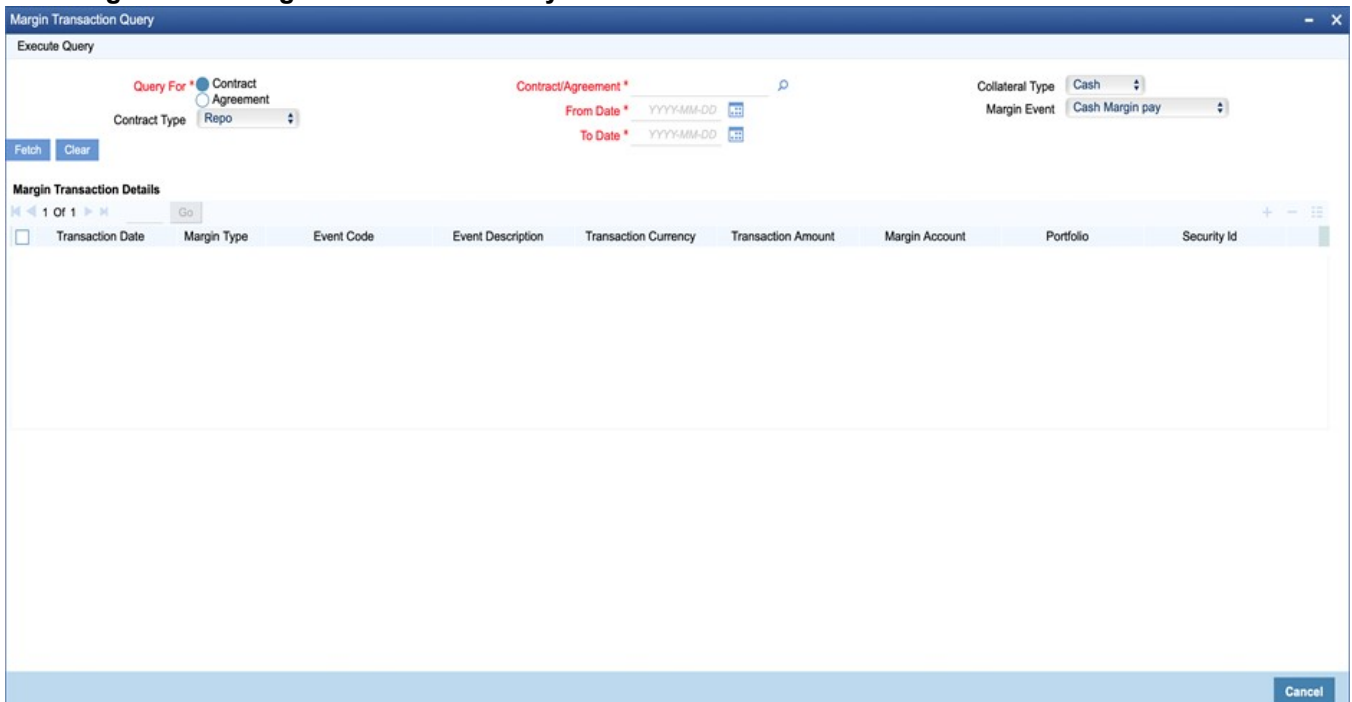 Margin Transaction Query
Execute Query
Query For * Contract
Agreement
Contract Type Repo
Contract/Agreement *
From Date * YYYY-MM-DD
To Date * YYYY-MM-DD
Collateral Type Cash
Margin Event Cash Margin pay
Fetch Clear
Margin Transaction Details
1 Of 1 Go
Transaction Date Margin Type Event Code Event Description Transaction Currency Transaction Amount Margin Account Portfolio Security Id
Cancel